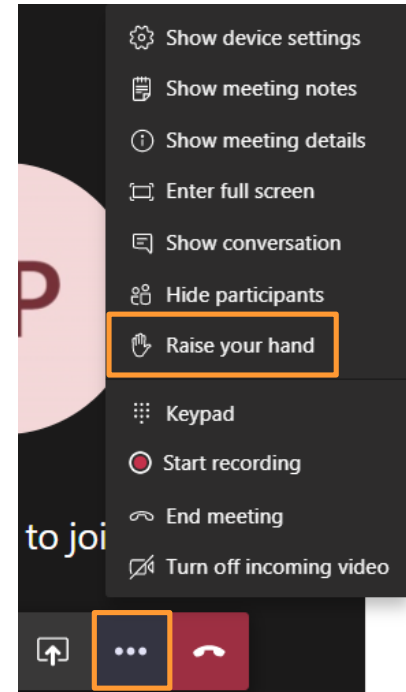 Show device settings
Show meeting notes
Show meeting details
Enter full screen
Show conversation
P
Hide participants
Raise your hand
Keypad
Start recording
End meeting
to joi
Turn off incoming video